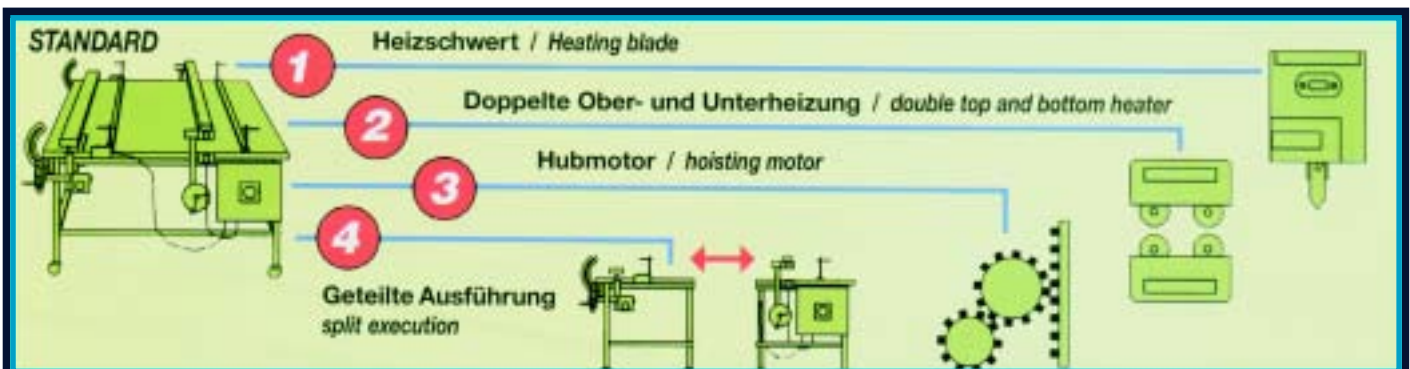 STANDARD
1 Heizschwert / Heating blade
2 Doppelte Ober- und Unterheizung / double top and bottom heater
3 Hubmotor / hoisting motor
4
Geteilte Ausführung
split execution